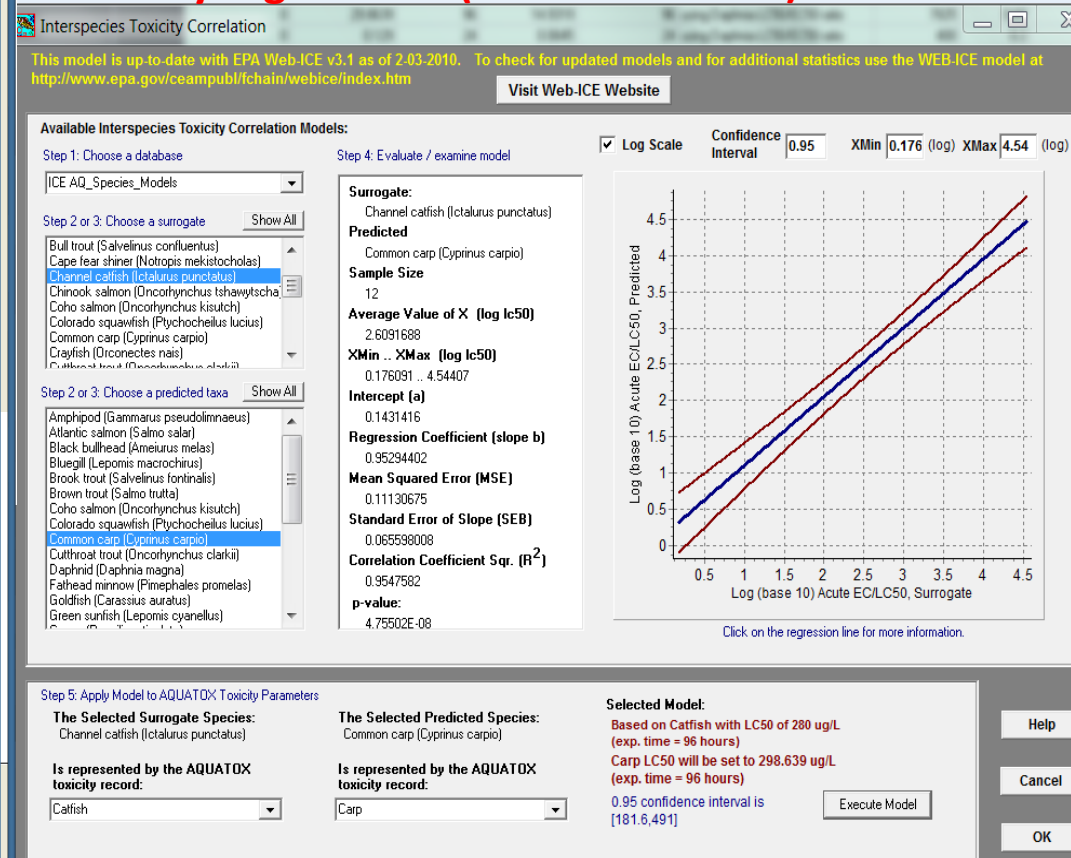 Interspecies Toxicity Correlation
This model is up-to-date with EPA Web-ICE v3.1 as of 2-03-2010. To check for updated models and for additional statistics use the WEB-ICE model at
http://www.epa.gov/ceampubl/fchain/webice/index.htm
Visit Web-ICE Website
Available Interspecies Toxicity Correlation Models:
Step 1: Choose a database
ICE AQ_Species_Models
Step 2 or 3: Choose a surrogate
Show All
Bull trout (Salvelinus confluentus)
Cape fear shiner (Notropis mekistocholas)
Channel catfish (Ictalurus punctatus)
Chinook salmon (Oncorhynchus tshawytscha
Coho salmon (Oncorhynchus kisutch)
Colorado squawfish (Ptychocheilus lucius)
Common carp (Cyprinus carpio)
Crayfish (Orconectes nais)
Cutthroat trout (Oncorhynchus clarkii)
Step 2 or 3: Choose a predicted taxa
Show All
Amphipod (Gammarus pseudolimnaeus)
Atlantic salmon (Salmo salar)
Black bullhead (Ameiurus melas)
Bluegill (Lepomis macrochirus)
Brook trout (Salvelinus fontinalis)
Brown trout (Salmo trutta)
Coho salmon (Oncorhynchus kisutch)
Colorado squawfish (Ptychocheilus lucius)
Common carp (Cyprinus carpio)
Cutthroat trout (Oncorhynchus clarkii)
Daphnid (Daphnia magna)
Fathead minnow (Pimephales promelas)
Goldfish (Carassius auratus)
Green sunfish (Lepomis cyanellus)
Step 4: Evaluate / examine model
Surrogate:
Channel catfish (Ictalurus punctatus)
Predicted
Common carp (Cyprinus carpio)
Sample Size
12
Average Value of X (log lc50)
2.6091688
XMin .. XMax (log lc50)
0.176091 .. 4.54407
Intercept (a)
0.1431416
Regression Coefficient (slope b)
0.95294402
Mean Squared Error (MSE)
0.11130675
Standard Error of Slope (SEB)
0.065598008
Correlation Coefficient Sqr. (R2)
0.9547582
p-value:
4.75502E-08
Log Scale
Confidence Interval 0.95
XMin 0.176 (log) XMax 4.54 (log)
Log (base 10) Acute EC/LC50, Predicted
4.5
4
3.5
3
2.5
2
1.5
1
0.5
0
0.5 1 1.5 2 2.5 3 3.5 4 4.5
Log (base 10) Acute EC/LC50, Surrogate
Click on the regression line for more information.
Step 5: Apply Model to AQUATOX Toxicity Parameters
The Selected Surrogate Species:
Channel catfish (Ictalurus punctatus)
Is represented by the AQUATOX
toxicity record:
Catfish
The Selected Predicted Species:
Common carp (Cyprinus carpio)
Is represented by the AQUATOX
toxicity record:
Carp
Selected Model:
Based on Catfish with LC50 of 280 ug/L
(exp. time = 96 hours)
Carp LC50 will be set to 298.639 ug/L
(exp. time = 96 hours)
0.95 confidence interval is
[181.6,491]
Execute Model
Help
Cancel
OK